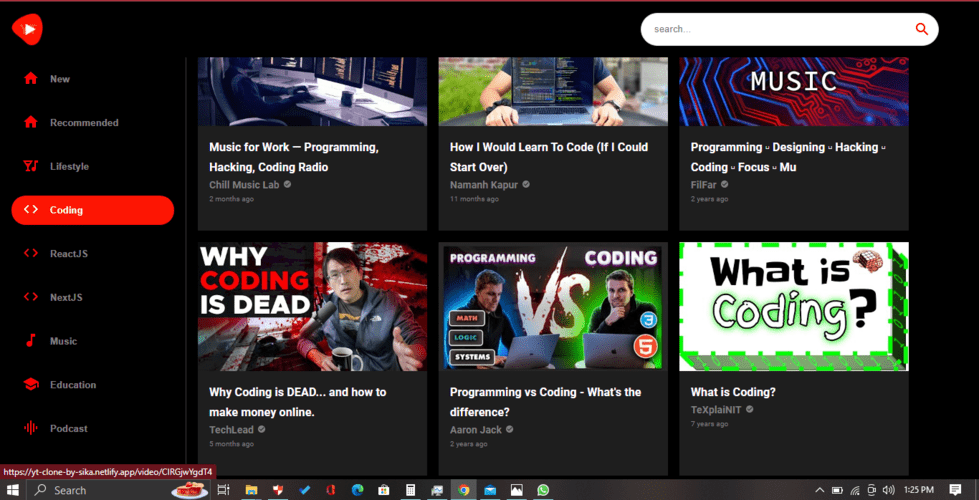 search...
New
Recommended
Lifestyle
Coding
ReactJS
NextJS
Music
Education
Podcast
MUSIC
Music for Work — Programming,
Hacking, Coding Radio
Chill Music Lab
2 months ago
How I Would Learn To Code (If I Could
Start Over)
Namanh Kapur
11 months ago
Programming ▫ Designing ▫ Hacking ▫
Coding ▫ Focus ▫ Mu
FilFar
2 years ago
WHY
CODING
IS DEAD
Why Coding is DEAD... and how to
make money online.
TechLead
5 months ago
PROGRAMMING
CODING
VS
MATH
LOGIC
SYSTEMS
3
5
Programming vs Coding - What's the
difference?
Aaron Jack
2 years ago
What is
Coding?
What is Coding?
TeXplaiNIT
7 years ago
https://yt-clone-by-sika.netlify.app/video/CIRGjwYgdT4
Search
1:25 PM